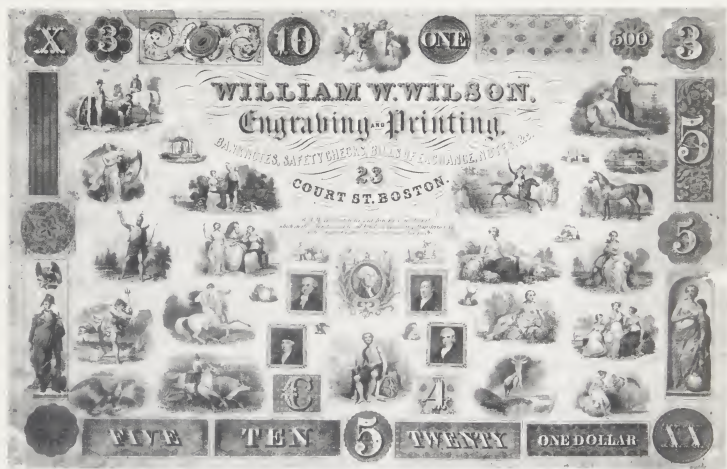 X 3 10 ONE 500 3
WILLIAM W. WILSON.
Engraving AND Printing.
BANK NOTES, SAFETY CHECKS, BILLS OF EXCHANGE, NOTES, &c.
23
COURT ST. BOSTON.
5
5
C 4
FIVE TEN 5 TWENTY ONE DOLLAR XX